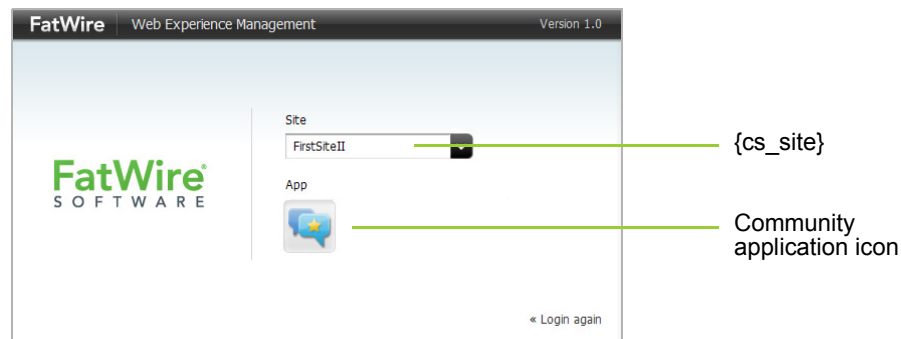 FatWire Web Experience Management Version 1.0
Site
FirstSiteII
{cs_site}
FatWire®
SOFTWARE
App
Community
application icon
« Login again